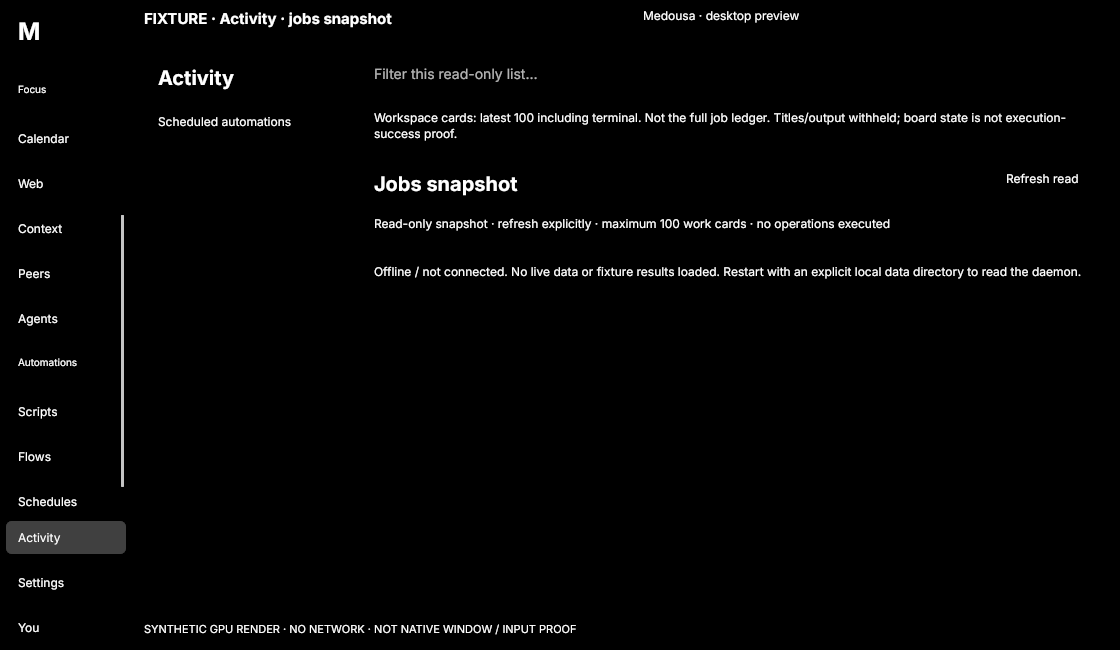 M
FIXTURE · Activity · jobs snapshot
Medousa · desktop preview
Focus
Calendar
Web
Context
Peers
Agents
Automations
Scripts
Flows
Schedules
Activity
Settings
You
Activity
Scheduled automations
Filter this read-only list...
Workspace cards: latest 100 including terminal. Not the full job ledger. Titles/output withheld; board state is not execution-
success proof.
Jobs snapshot
Refresh read
Read-only snapshot · refresh explicitly · maximum 100 work cards · no operations executed
Offline / not connected. No live data or fixture results loaded. Restart with an explicit local data directory to read the daemon.
SYNTHETIC GPU RENDER · NO NETWORK · NOT NATIVE WINDOW / INPUT PROOF